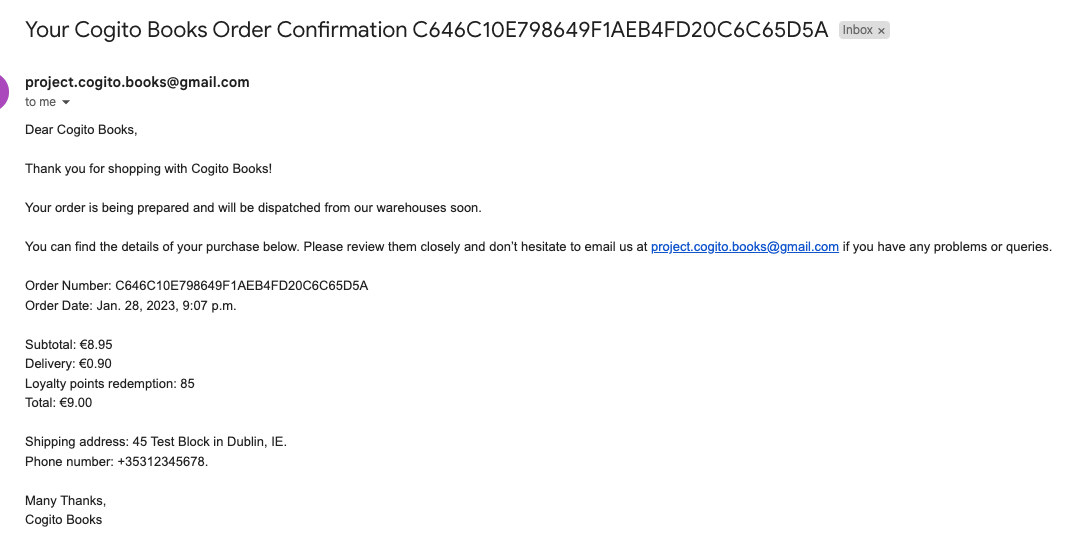 Your Cogito Books Order Confirmation C646C10E798649F1AEB4FD20C6C65D5A Inbox ×
project.cogito.books@gmail.com
to me
Dear Cogito Books,
Thank you for shopping with Cogito Books!
Your order is being prepared and will be dispatched from our warehouses soon.
You can find the details of your purchase below. Please review them closely and don't hesitate to email us at project.cogito.books@gmail.com if you have any problems or queries.
Order Number: C646C10E798649F1AEB4FD20C6C65D5A
Order Date: Jan. 28, 2023, 9:07 p.m.
Subtotal: €8.95
Delivery: €0.90
Loyalty points redemption: 85
Total: €9.00
Shipping address: 45 Test Block in Dublin, IE.
Phone number: +35312345678.
Many Thanks,
Cogito Books